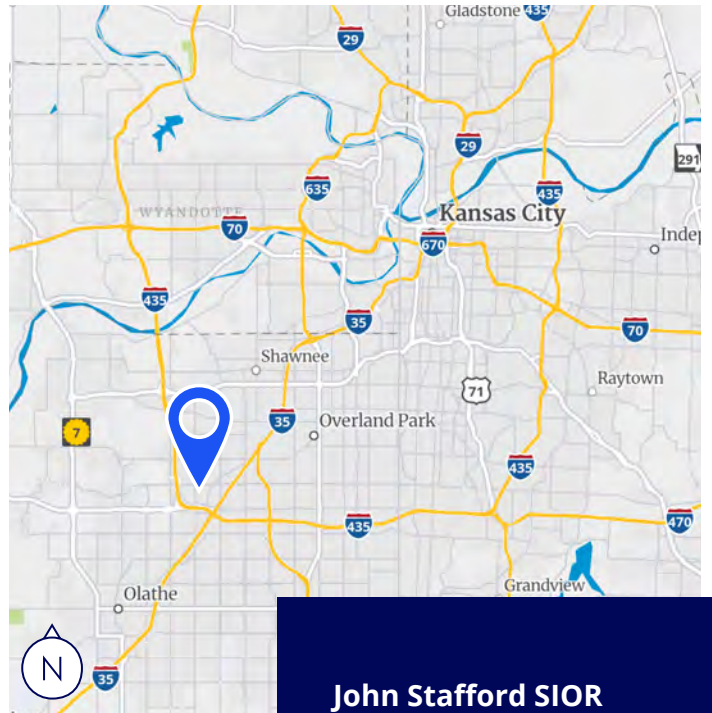 Gladstone
435
29
29
291
635
435
WYANDOTTE
Kansas City
70
670
Indep
435
35
70
Shawnee
Raytown
71
35
Overland Park
7
435
435
470
Olathe
Grandview
N
35
John Stafford SIOR